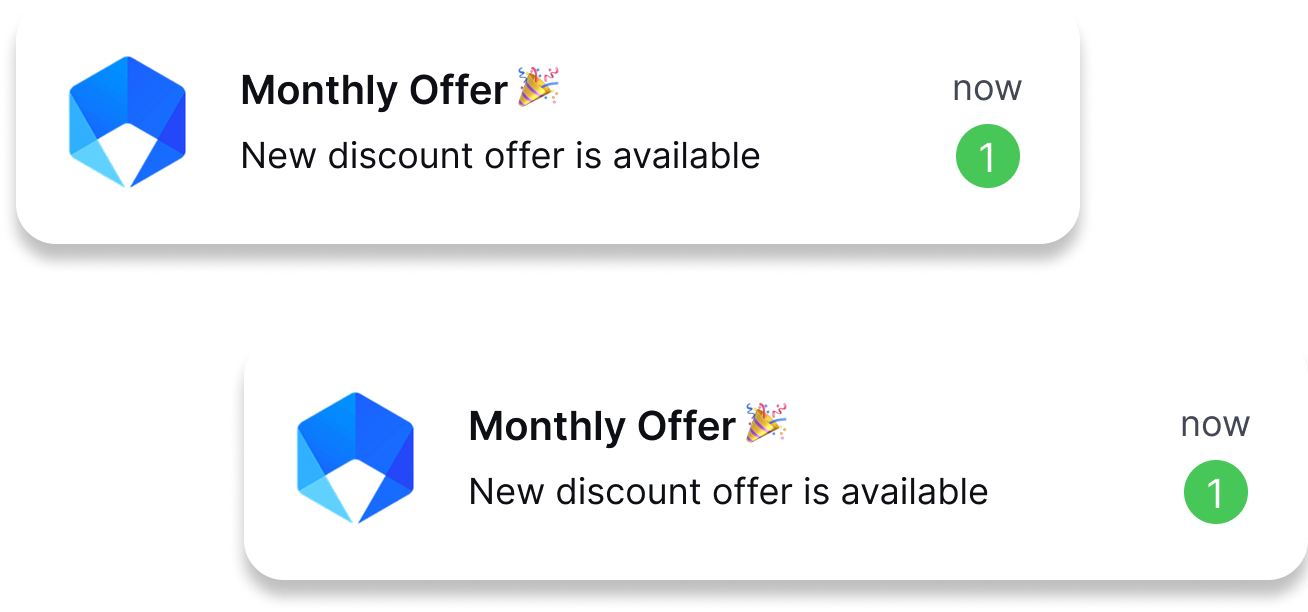 Monthly Offer🎉
now
New discount offer is available
1
Monthly Offer🎉
now
New discount offer is available
1